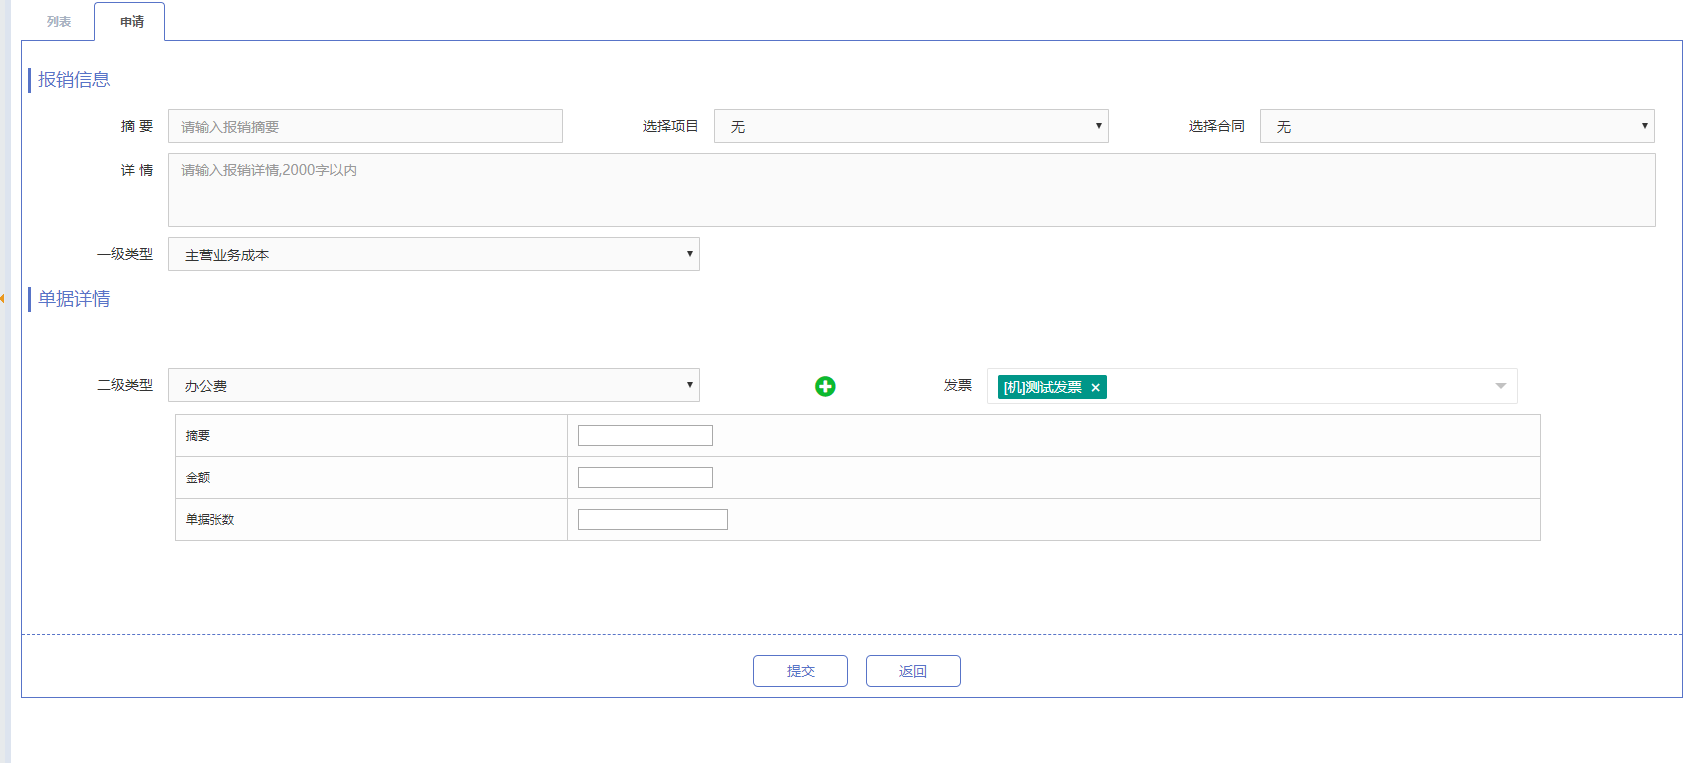 列表 申请
报销信息
摘 要 请输入报销摘要 选择项目 无 选择合同 无
详 情 请输入报销详情,2000字以内
一级类型 主营业务成本
单据详情
二级类型 办公费 发票 [机]测试发票 ×
摘要
金额
单据张数
提交 返回